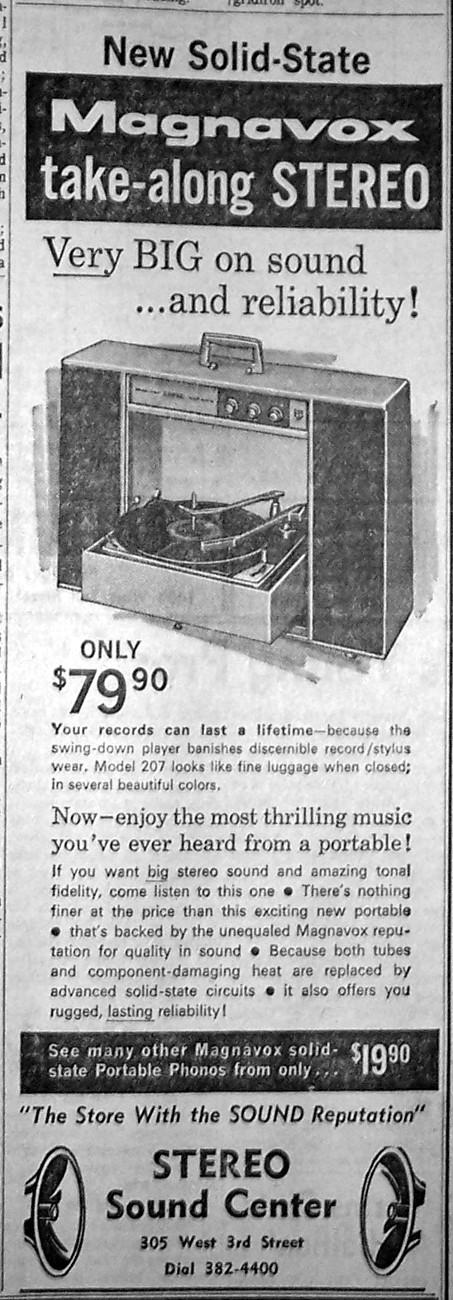 gridiron spot.
New Solid-State
Magnavox
take-along STEREO
Very BIG on sound
...and reliability!
ONLY
$79 90
Your records can last a lifetime—because the
swing-down player banishes discernible record/stylus
wear. Model 207 looks like fine luggage when closed;
in several beautiful colors.
Now—enjoy the most thrilling music
you've ever heard from a portable!
If you want big stereo sound and amazing tonal
fidelity, come listen to this one • There's nothing
finer at the price than this exciting new portable
• that's backed by the unequaled Magnavox repu-
tation for quality in sound • Because both tubes
and component-damaging heat are replaced by
advanced solid-state circuits • it also offers you
rugged, lasting reliability!
See many other Magnavox solid-
state Portable Phonos from only... $19 90
"The Store With the SOUND Reputation"
STEREO
Sound Center
305 West 3rd Street
Dial 382-4400